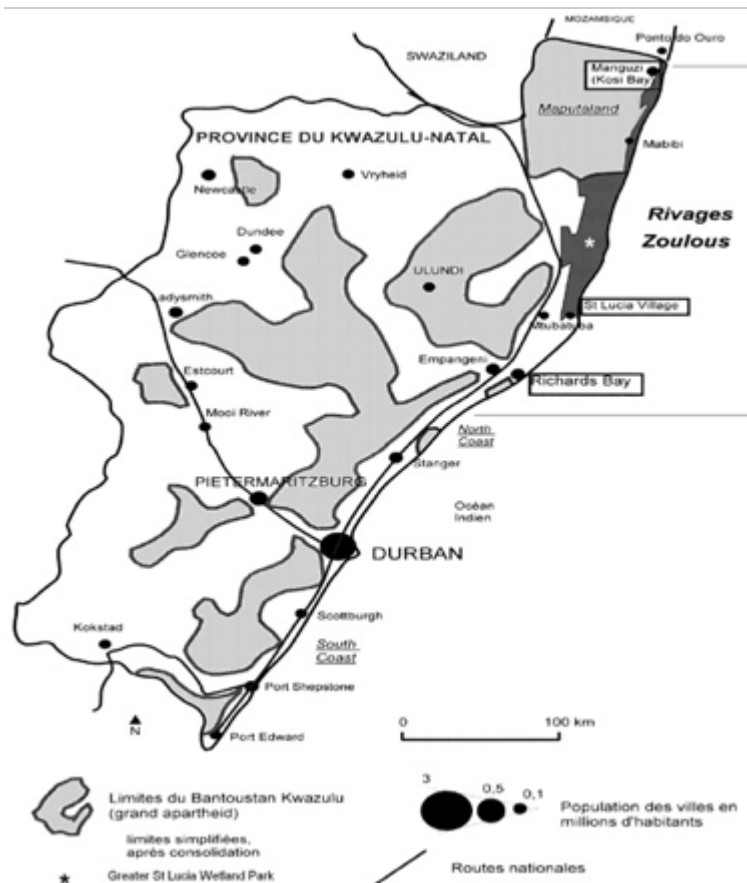 MOZAMBIQUE
Ponto do Ouro
SWAZILAND
Manguzi
(Kosi Bay)
Maputaland
PROVINCE DU KWAZULU-NATAL
Mabibi
Newcastle
Vryheid
Rivages
Zoulous
Dundee
Glencoe
*
ULUNDI
Ladysmith
St Lucia Village
Mtubatuba
Empangeni
Estcourt
Richards Bay
Mooi River
North
Coast
Stanger
PIETERMARITZBURG
Océan
Indien
DURBAN
Scottburgh
Kokstad
South
Coast
Port Shepstone
N
Port Edward
0 100 km
3 0,5 0,1
Limites du Bantoustan Kwazulu
(grand apartheid)
Population des villes en
millions d'habitants
limites simplifiées,
après consolidation
* Greater St Lucia Wetland Park
Routes nationales